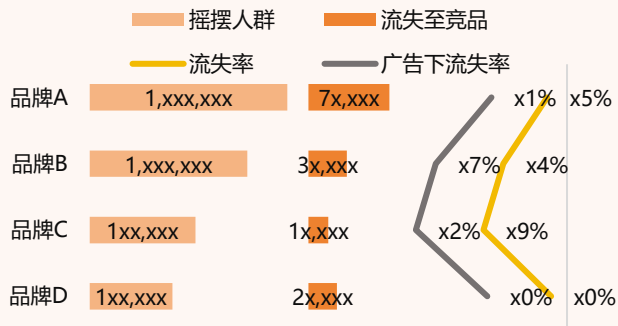 摇摆人群 流失至竞品
流失率 广告下流失率
品牌A 1,xxx,xxx 7x,xxx x1% x5%
品牌B 1,xxx,xxx 3x,xxx x7% x4%
品牌C 1xx,xxx 1x,xxx x2% x9%
品牌D 1xx,xxx 2x,xxx x0% x0%